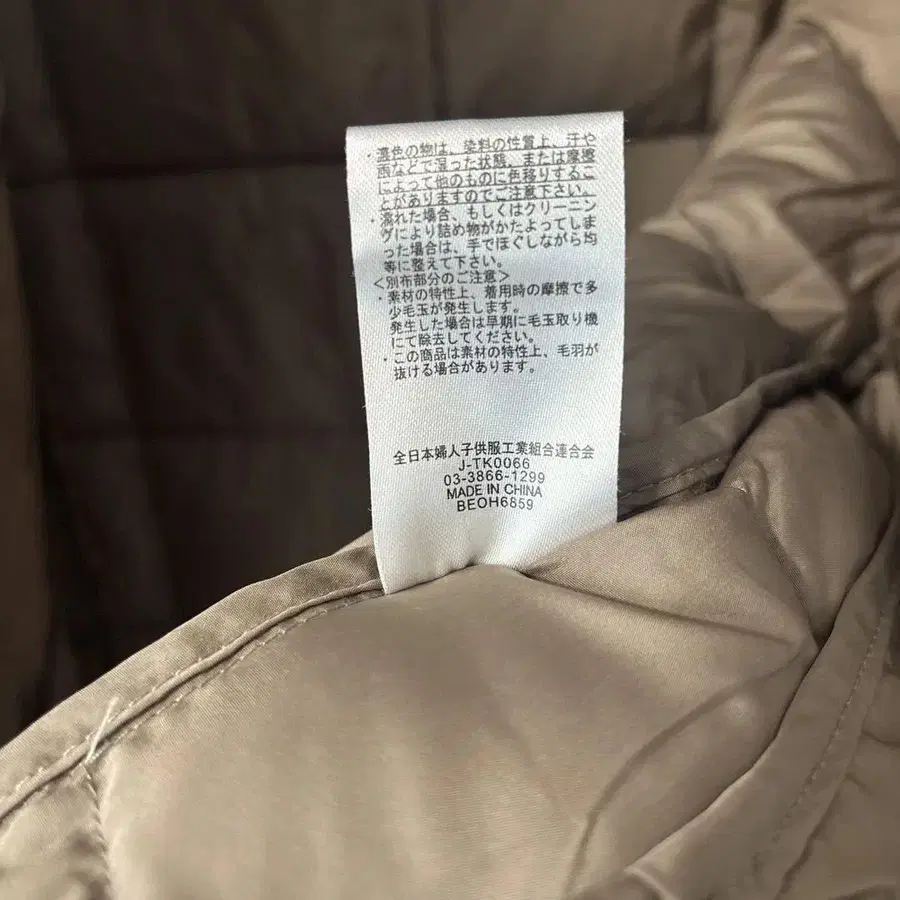 ・濃色の物は、染料の性質上、汗や
雨などで湿った状態、または摩擦
によって他のものに色移りするこ
とがありますのでご注意下さい。
・濡れた場合、もしくはクリーニン
グにより詰め物がかたよってしま
った場合は、手でほぐしながら均
等に整えて下さい。
<別布部分のご注意>
・素材の特性上、着用時の摩擦で多
少毛玉が発生します。
発生した場合は早期に毛玉取り機
にて除去してください。
・この商品は素材の特性上、毛羽が
抜ける場合があります。
全日本婦人子供服工業組合連合会
J-TK0066
03-3866-1299
MADE IN CHINA
BEOH6859